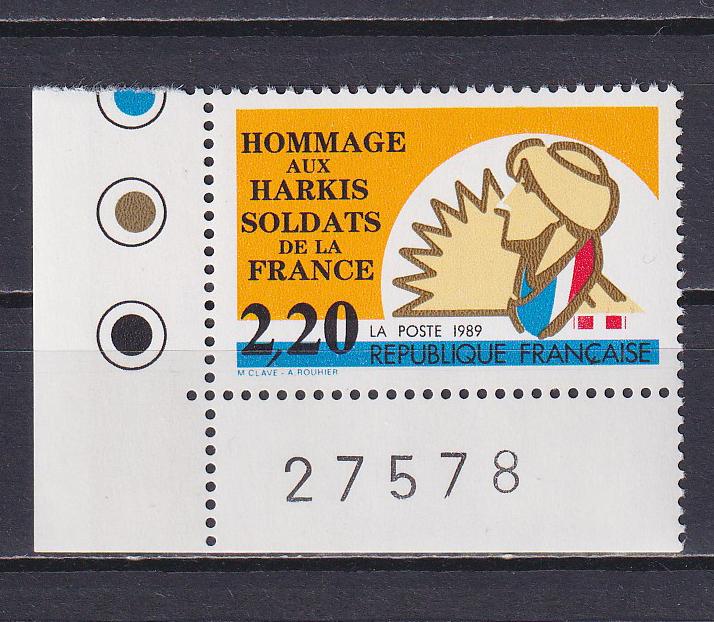 HOMMAGE
AUX
HARKIS
SOLDATS
DE LA
FRANCE
2,20
LA POSTE 1989
REPUBLIQUE FRANÇAISE
M CLAVE - A.ROUHIER
27578